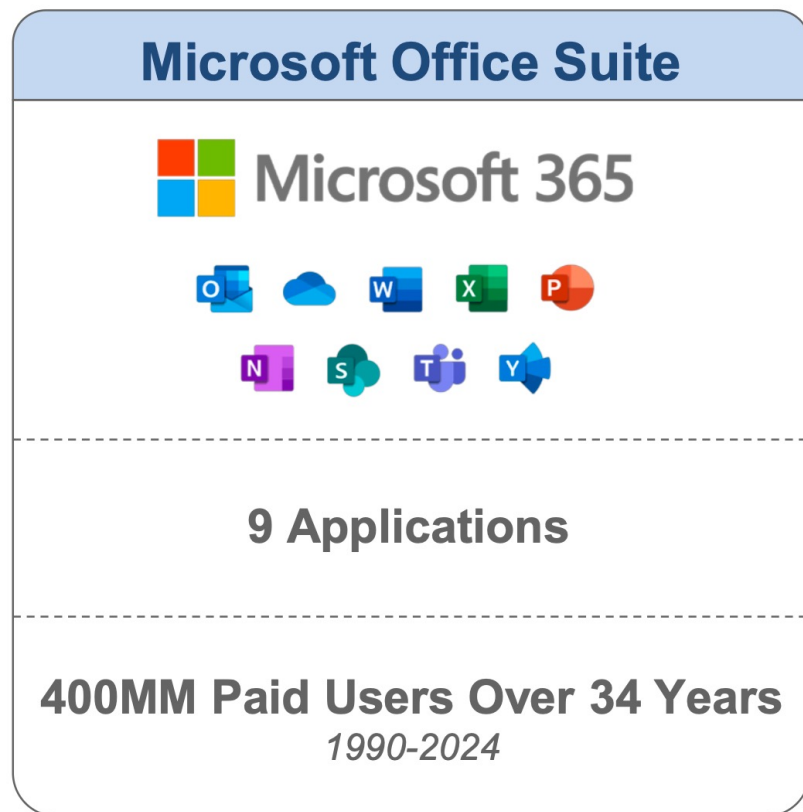 Microsoft Office Suite
Microsoft 365
O W X P
N S T Y
9 Applications
400MM Paid Users Over 34 Years
1990-2024